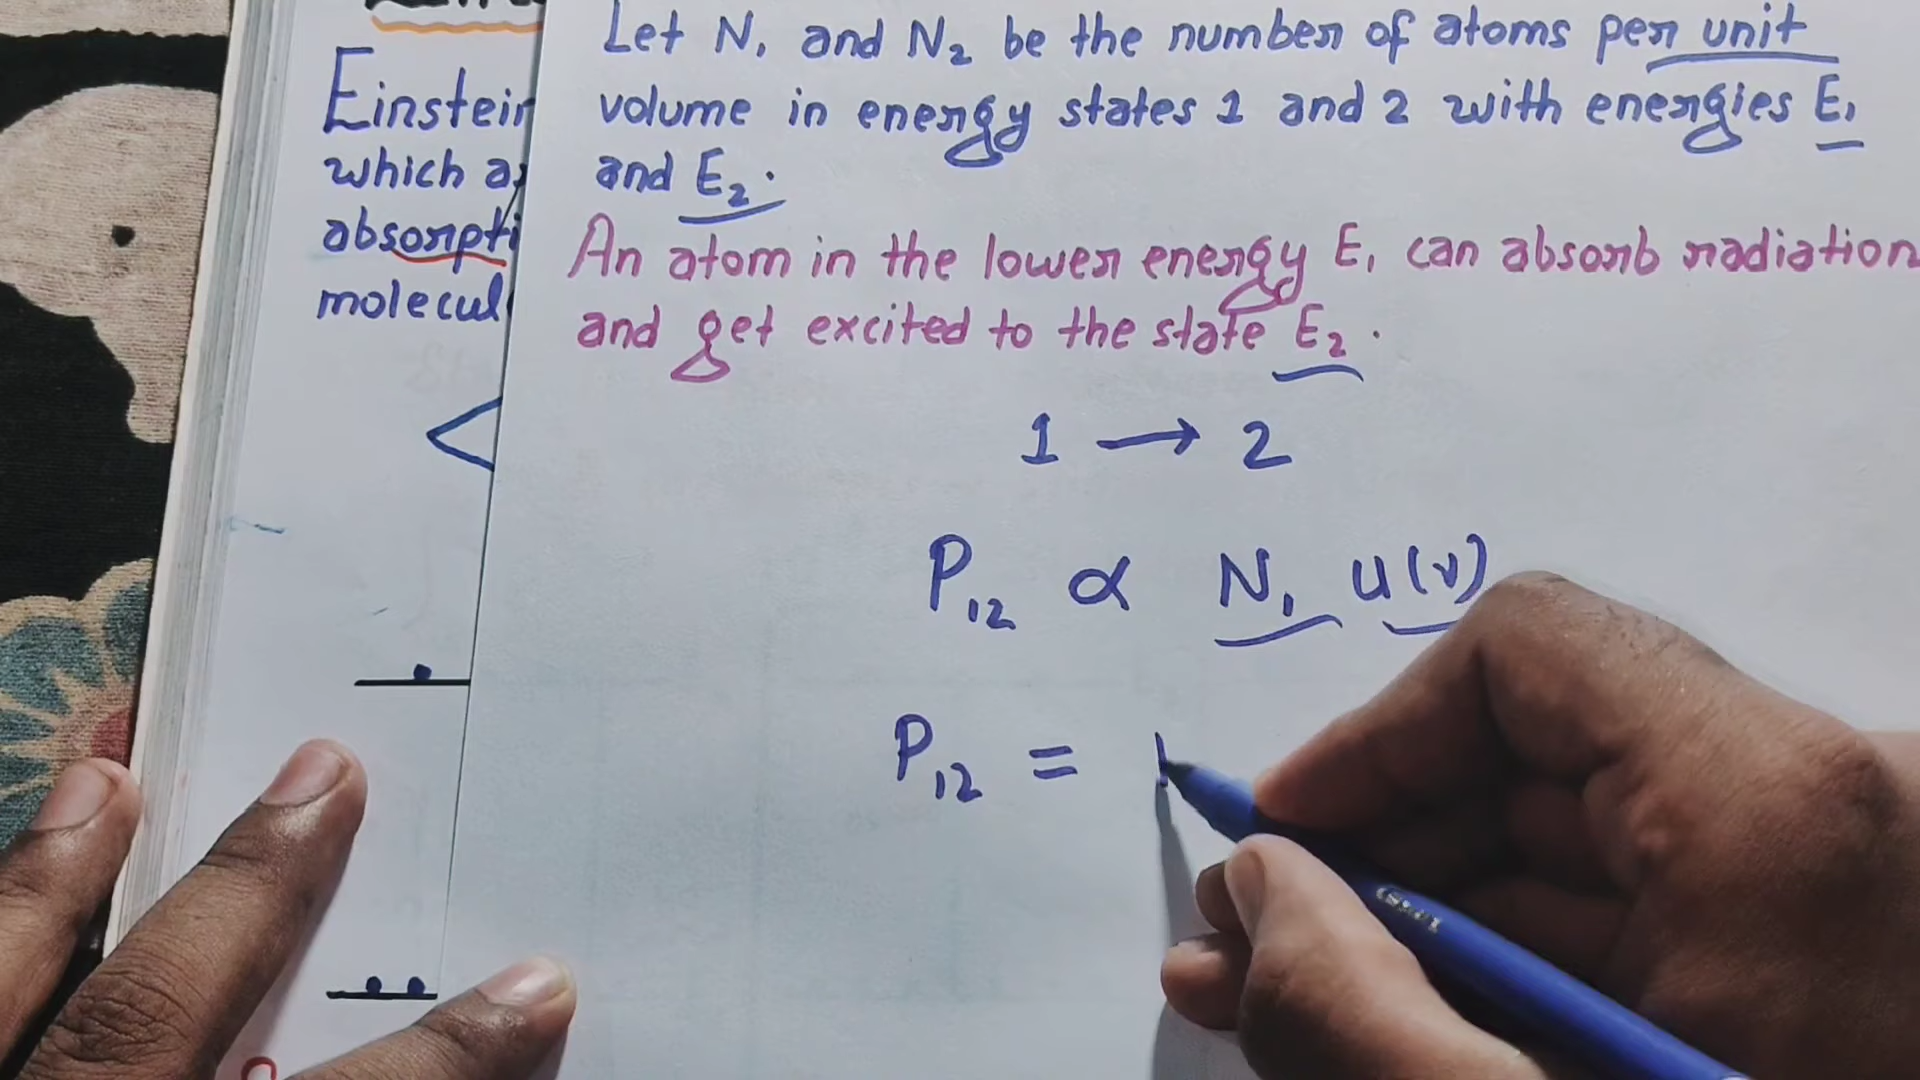 Einstein
which a
absorpti
molecul
Let N₁ and N₂ be the number of atoms per unit
volume in energy states 1 and 2 with energies E₁
and E₂.
An atom in the lower energy E₁ can absorb radiation
and get excited to the state E₂.
1 → 2
P₁₂ ∝ N₁ u(ν)
P₁₂ =